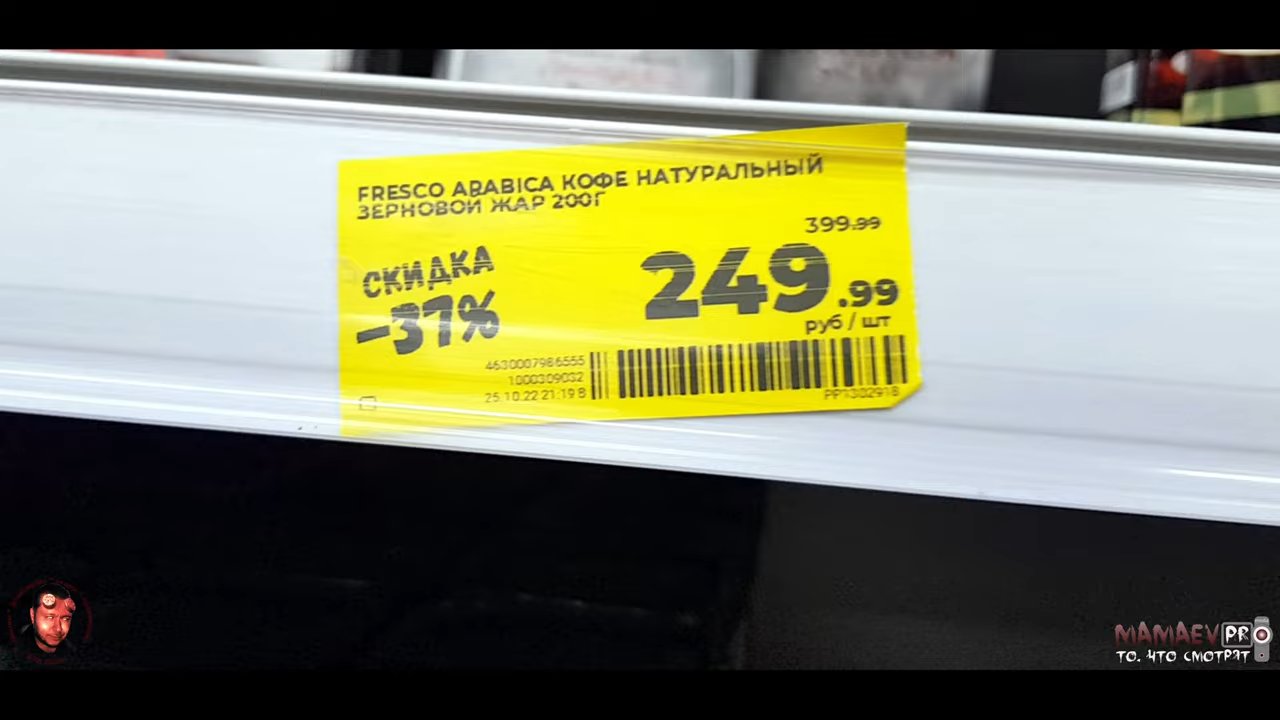 FRESCO ARABICA КОФЕ НАТУРАЛЬНЫЙ
ЗЕРНОВОЙ ЖАР 200Г
399.99
СКИДКА
-37%
249.99
руб / шт
4630007986555
1000309032
25.10.22 21:19 В
PP1302918
MAMAEV PRO
ТО, ЧТО СМОТРЯТ